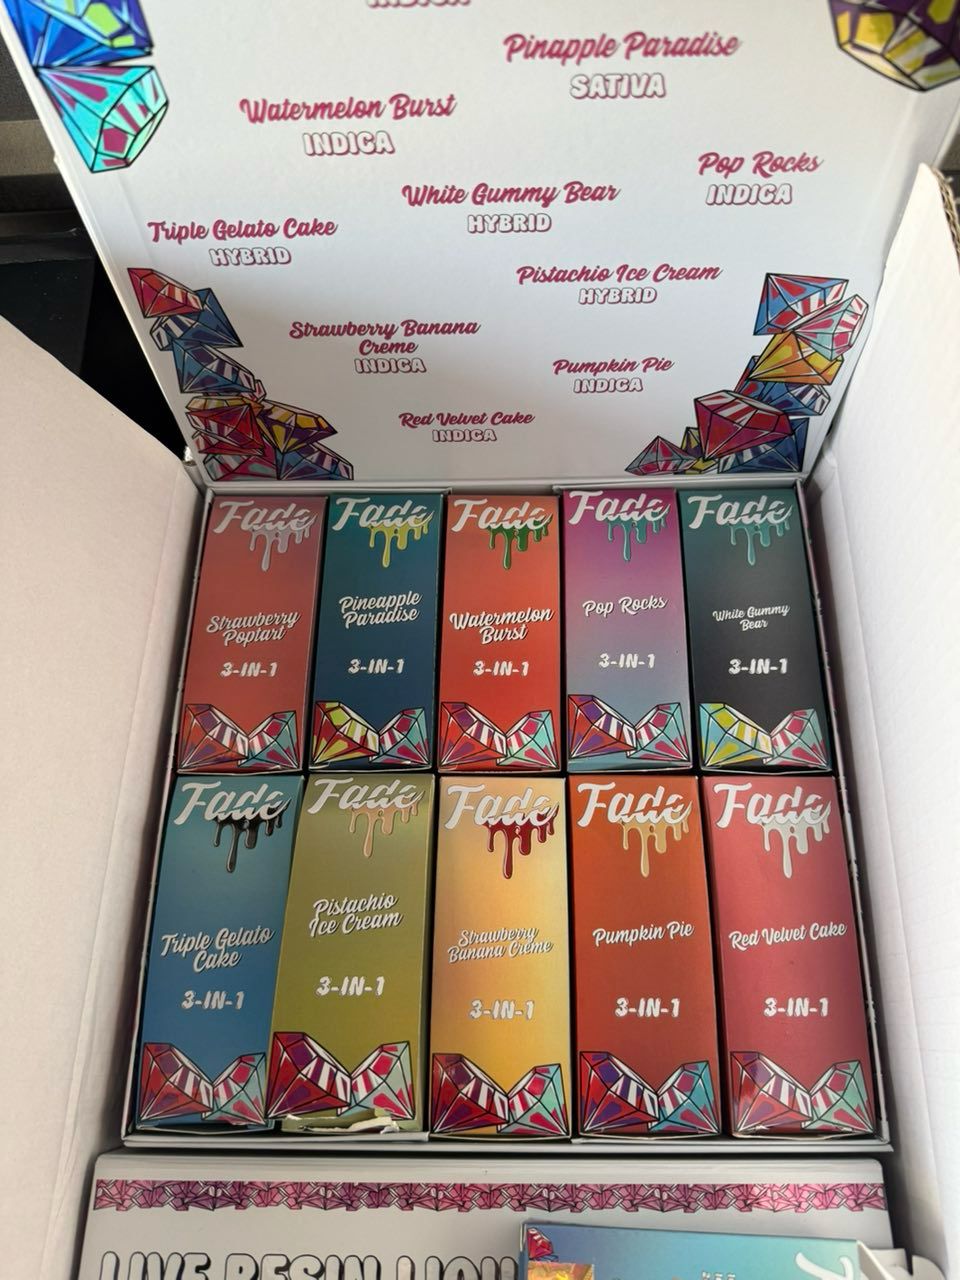 INDICA
Pinapple Paradise
SATIVA
Watermelon Burst
INDICA
Pop Rocks
INDICA
White Gummy Bear
HYBRID
Triple Gelato Cake
HYBRID
Pistachio Ice Cream
HYBRID
Strawberry Banana
Creme
INDICA
Pumpkin Pie
INDICA
Red Velvet Cake
INDICA
Fade
Strawberry
Poptart
3-IN-1
Fade
Pineapple
Paradise
3-IN-1
Fade
Watermelon
Burst
3-IN-1
Fade
Pop Rocks
3-IN-1
Fade
White Gummy
Bear
3-IN-1
Fade
Triple Gelato
Cake
3-IN-1
Fade
Pistachio
Ice Cream
3-IN-1
Fade
Strawberry
Banana Creme
3-IN-1
Fade
Pumpkin Pie
3-IN-1
Fade
Red Velvet Cake
3-IN-1
LIVE RESIN